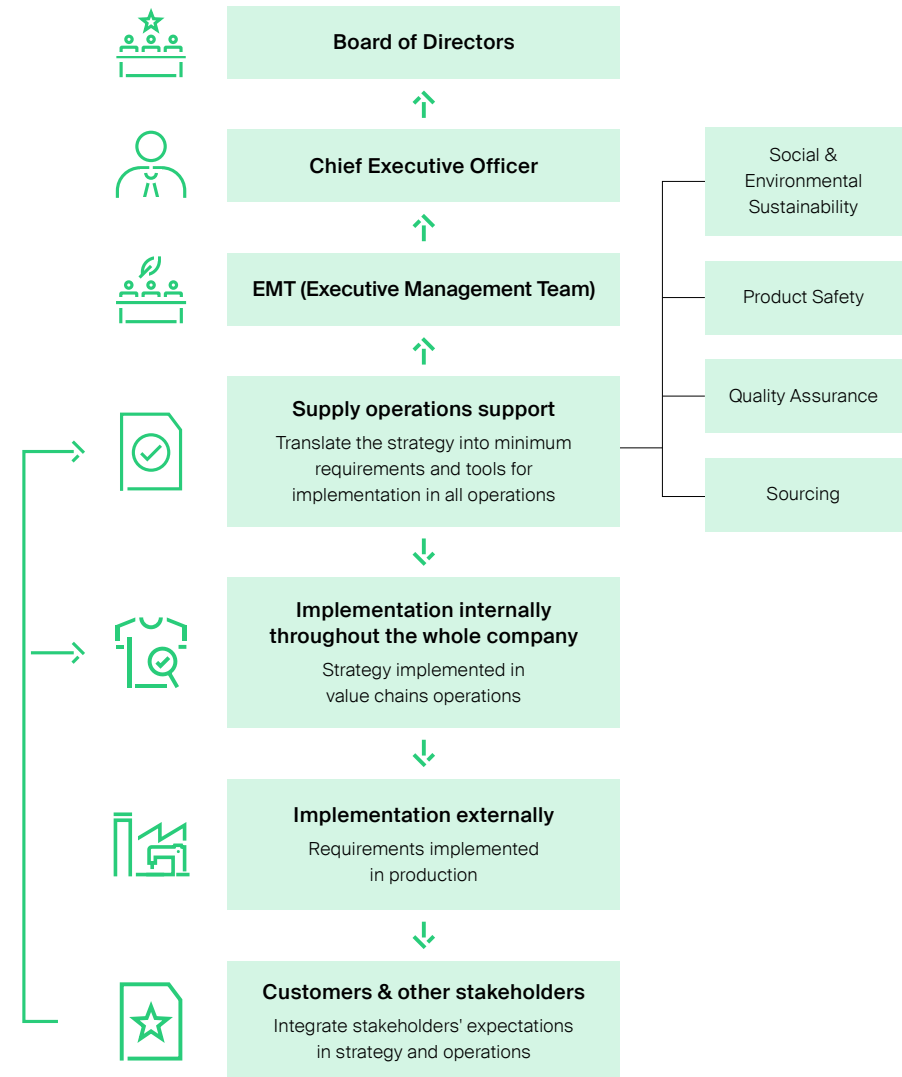 Board of Directors
Chief Executive Officer
EMT (Executive Management Team)
Supply operations support
Translate the strategy into minimum
requirements and tools for
implementation in all operations
Social &
Environmental
Sustainability
Product Safety
Quality Assurance
Sourcing
Implementation internally
throughout the whole company
Strategy implemented in
value chains operations
Implementation externally
Requirements implemented
in production
Customers & other stakeholders
Integrate stakeholders' expectations
in strategy and operations